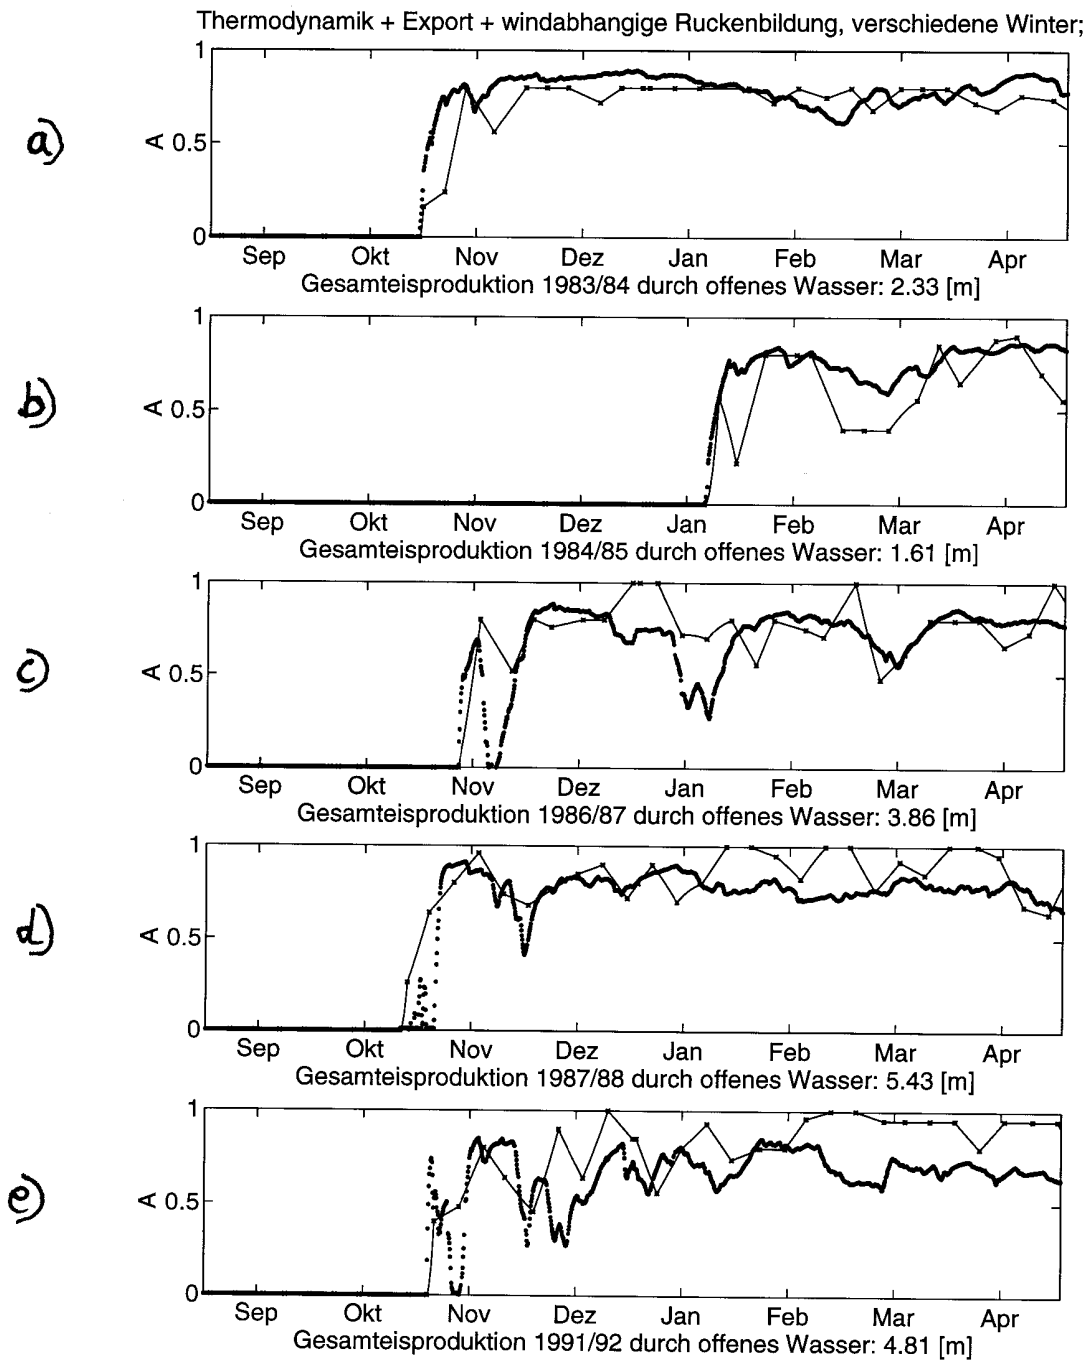 Thermodynamik + Export + windabhangige Ruckenbildung, verschiedene Winter;
a)
1
A 0.5
0
Sep Okt Nov Dez Jan Feb Mar Apr
Gesamteisproduktion 1983/84 durch offenes Wasser: 2.33 [m]
b)
1
A 0.5
0
Sep Okt Nov Dez Jan Feb Mar Apr
Gesamteisproduktion 1984/85 durch offenes Wasser: 1.61 [m]
c)
1
A 0.5
0
Sep Okt Nov Dez Jan Feb Mar Apr
Gesamteisproduktion 1986/87 durch offenes Wasser: 3.86 [m]
d)
1
A 0.5
0
Sep Okt Nov Dez Jan Feb Mar Apr
Gesamteisproduktion 1987/88 durch offenes Wasser: 5.43 [m]
e)
1
A 0.5
0
Sep Okt Nov Dez Jan Feb Mar Apr
Gesamteisproduktion 1991/92 durch offenes Wasser: 4.81 [m]